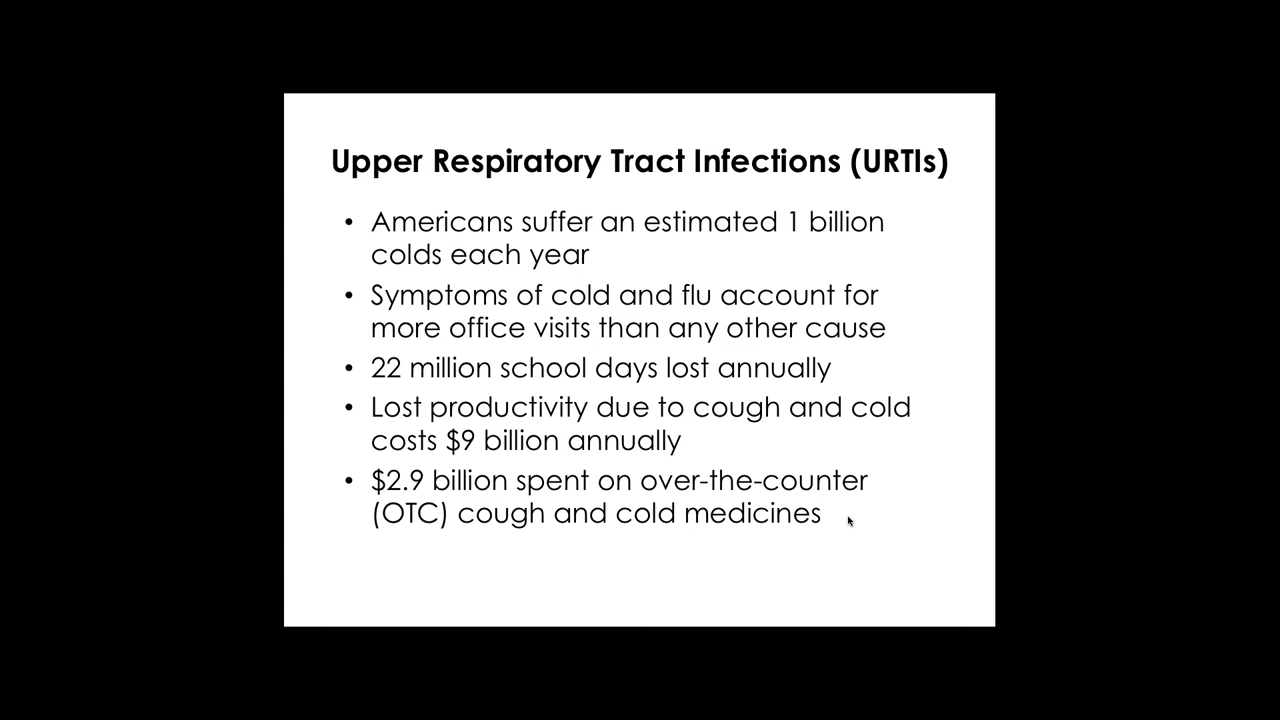 Upper Respiratory Tract Infections (URTIs)
• Americans suffer an estimated 1 billion
colds each year
• Symptoms of cold and flu account for
more office visits than any other cause
• 22 million school days lost annually
• Lost productivity due to cough and cold
costs $9 billion annually
• $2.9 billion spent on over-the-counter
(OTC) cough and cold medicines